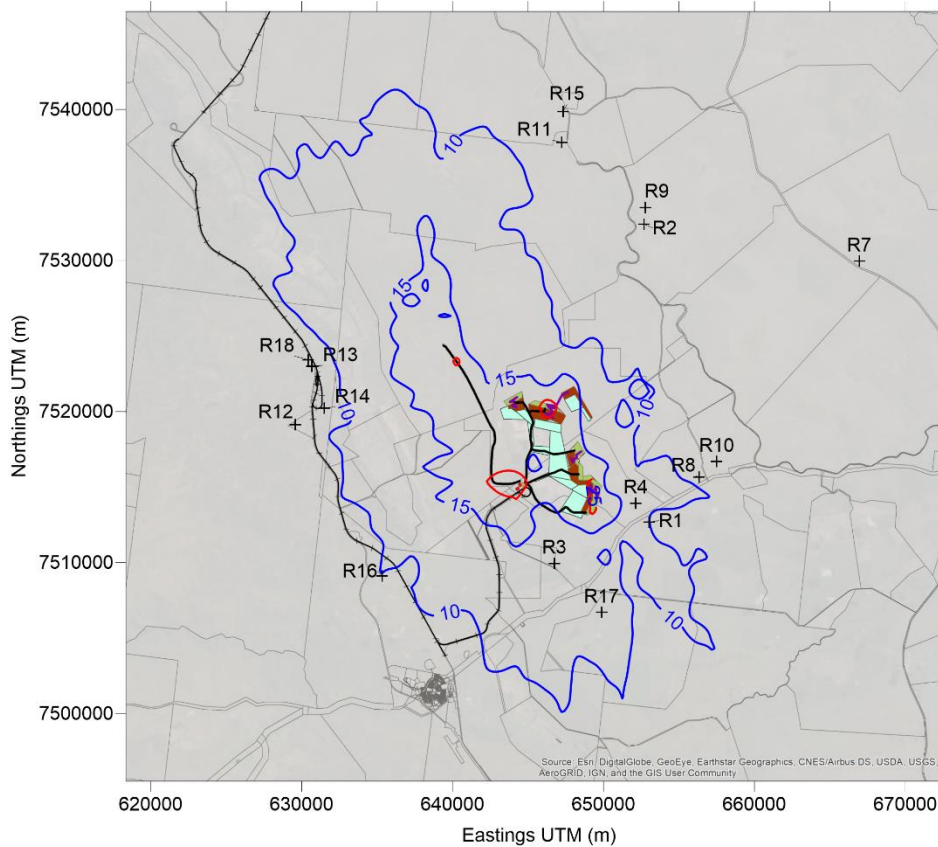 7540000
R15
R11
10
R9
R2
7530000
15
R7
Northings UTM (m)
R18
R13
15
7520000
R14
R12
10
10
R10
R8
15
R4
R1
7510000
R3
R16
10
R17
10
7500000
Source: Esri, DigitalGlobe, GeoEye, Earthstar Geographics, CNES/Airbus DS, USDA, USGS,
AeroGRID, IGN, and the GIS User Community
620000 630000 640000 650000 660000 670000
Eastings UTM (m)